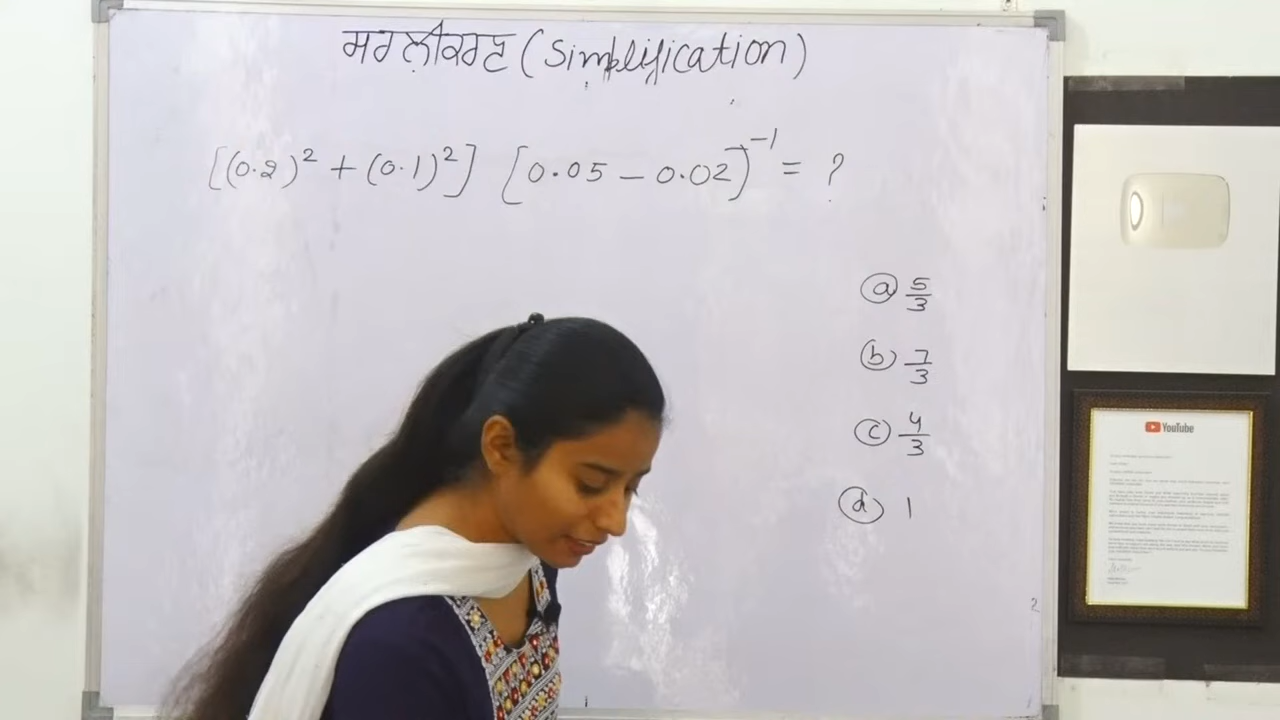 ਸਰਲੀਕਰਣ (Simplification)
[(0.2)² + (0.1)²] [0.05 - 0.02]⁻¹ = ?
ⓐ 5/3
ⓑ 7/3
ⓒ 4/3
ⓓ 1
2
YouTube